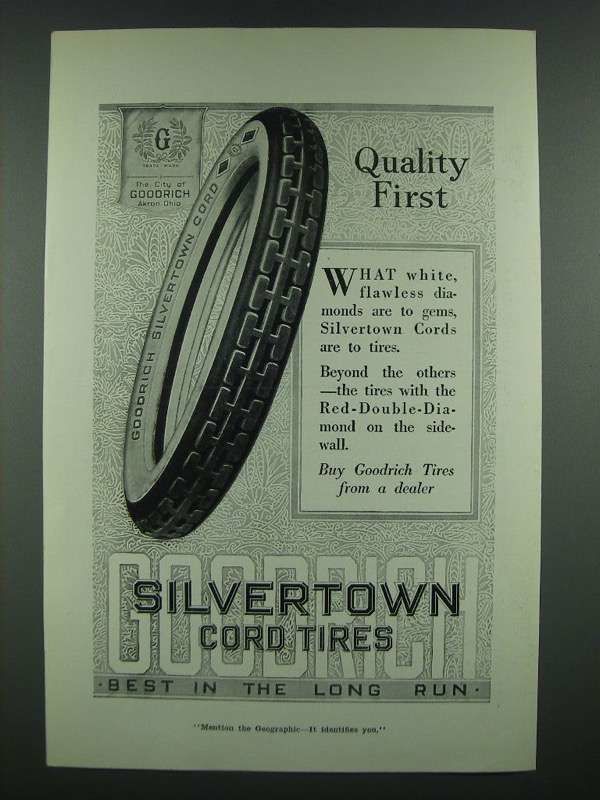 G
TRADE MARK
The City of
GOODRICH
Akron, Ohio
GOODRICH SILVERTOWN CORD
Quality
First
WHAT white,
flawless dia-
monds are to gems,
Silvertown Cords
are to tires.
Beyond the others
—the tires with the
Red-Double-Dia-
mond on the side-
wall.
Buy Goodrich Tires
from a dealer
GOODRICH
SILVERTOWN
CORD TIRES
·BEST IN THE LONG RUN·
"Mention the Geographic—It identifies you."